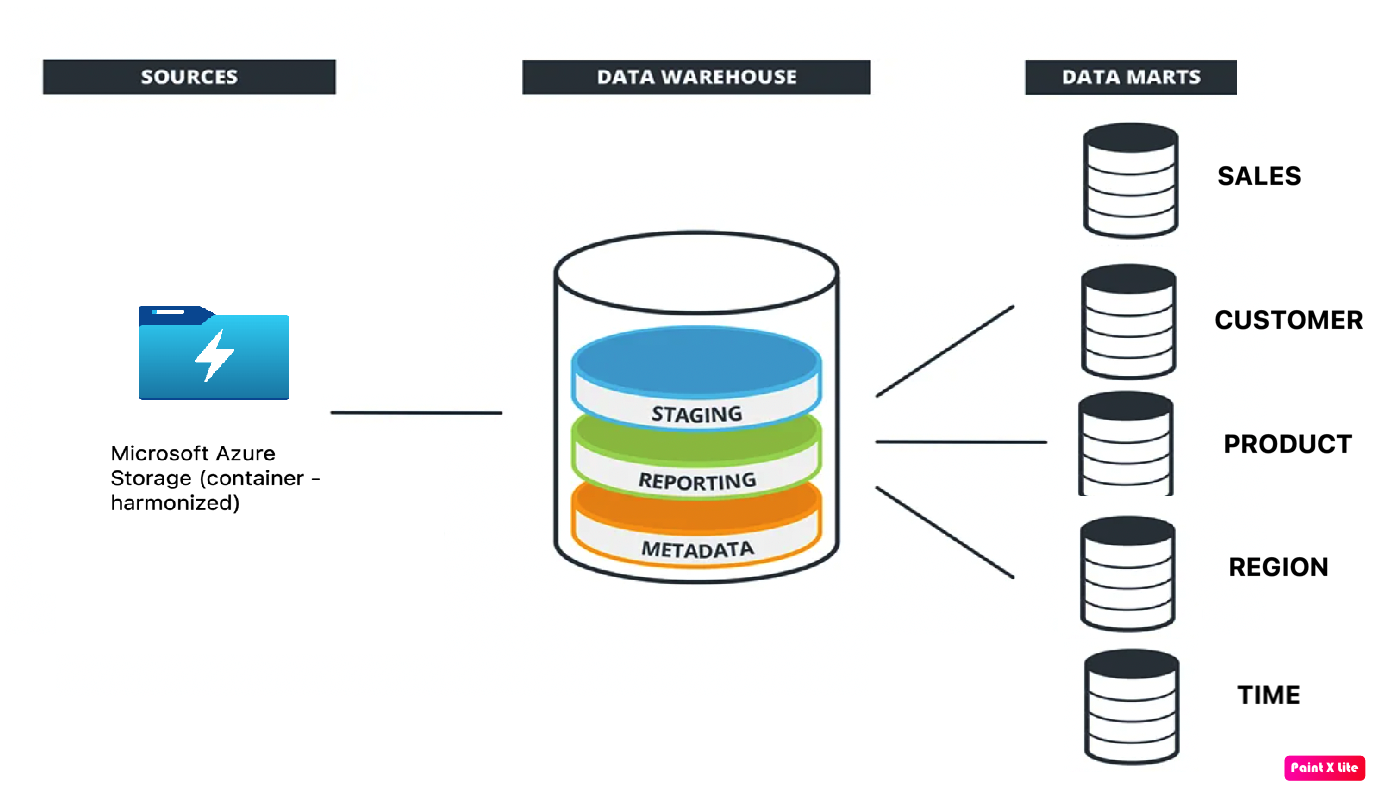 SOURCES
DATA WAREHOUSE
DATA MARTS
SALES
CUSTOMER
PRODUCT
REGION
TIME
STAGING
REPORTING
METADATA
Microsoft Azure
Storage (container -
harmonized)
Paint X Lite